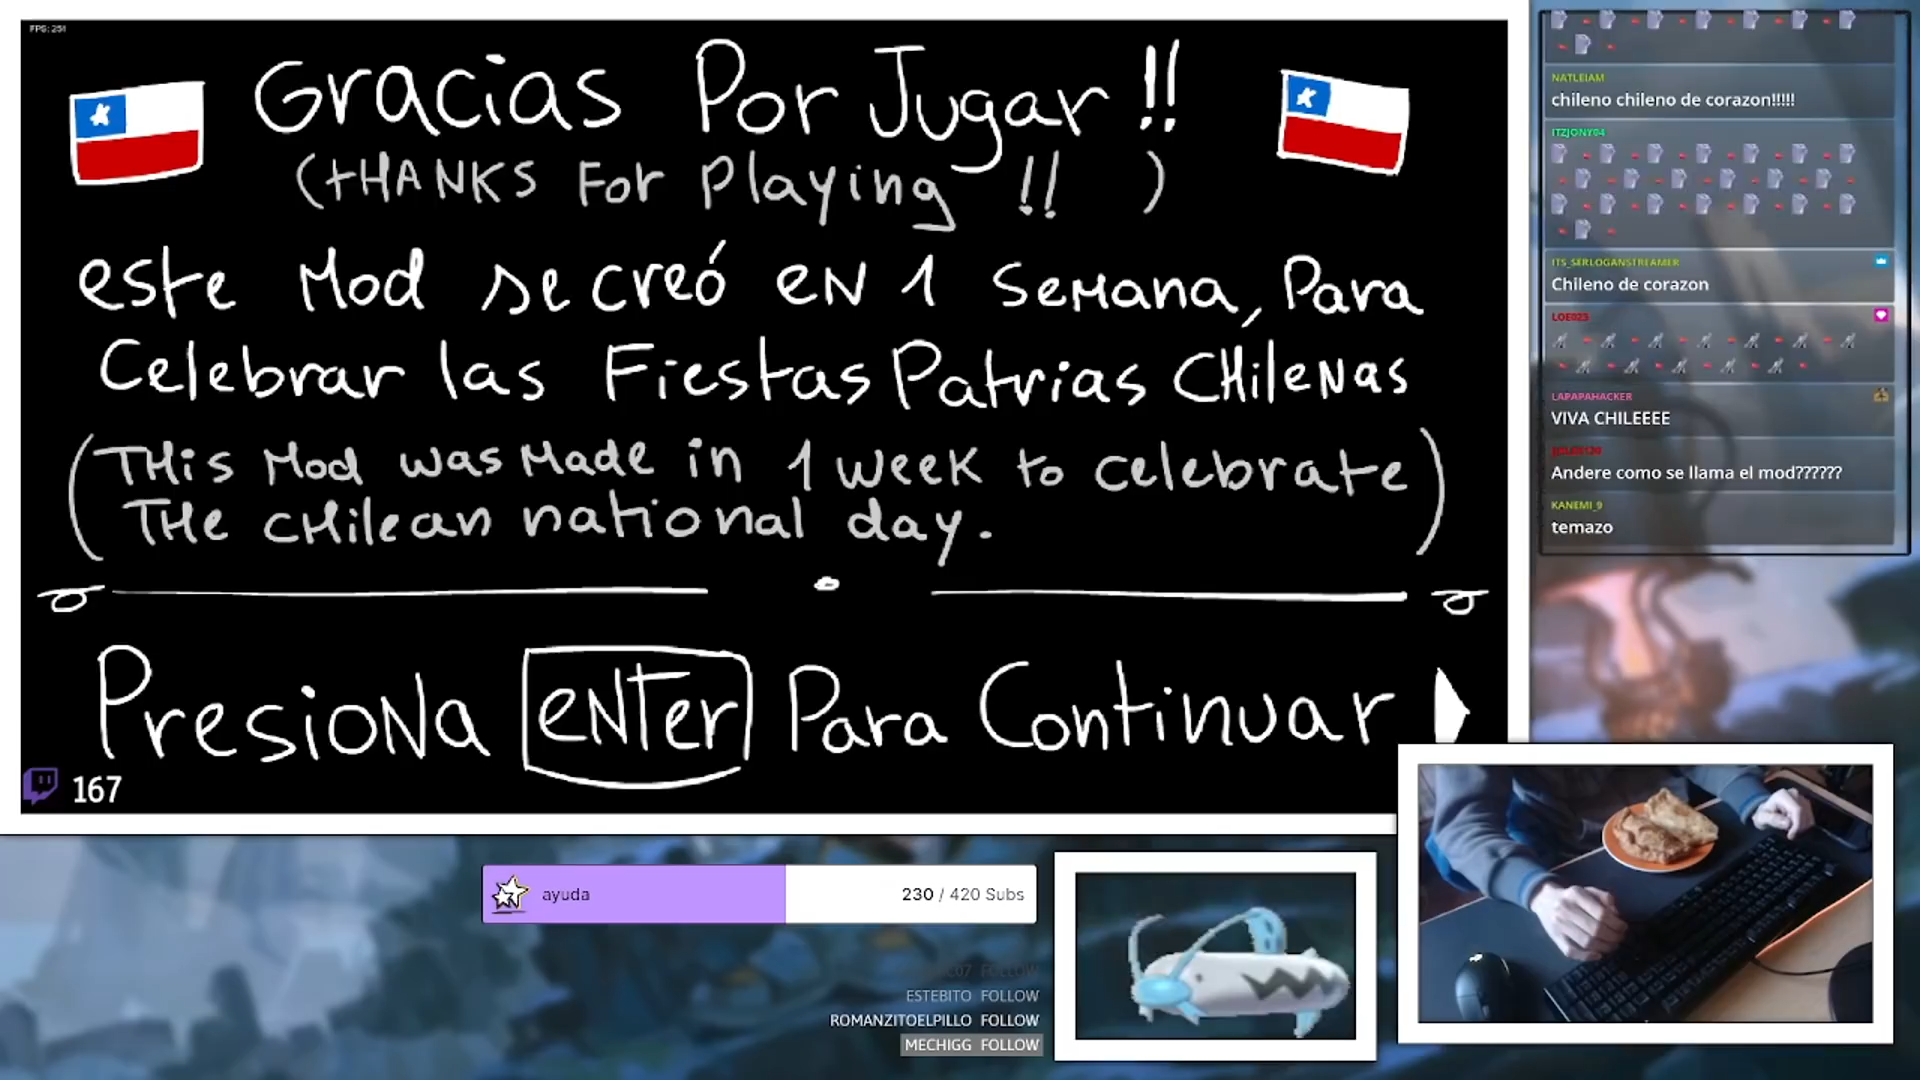 FPS: 251
Gracias Por Jugar !!
(THANKS For Playing !! )
este Mod se creó EN 1 Semana, Para
Celebrar las Fiestas Patrias CHileNas
(THis Mod was Made in 1 week to celebrate
THe cHilean national day.)
PresioNa eNTer Para Continuar
167
NATLEIAM
chileno chileno de corazon!!!!!
ITZJONY04
ITS_SERLOGANSTREAMER
Chileno de corazon
LOE023
LAPAPAHACKER
VIVA CHILEEEE
Andere como se llama el mod??????
KANEMI_9
temazo
ayuda
230 / 420 Subs
FOLLOW
ESTEBITO FOLLOW
ROMANZITOELPILLO FOLLOW
MECHIGG FOLLOW